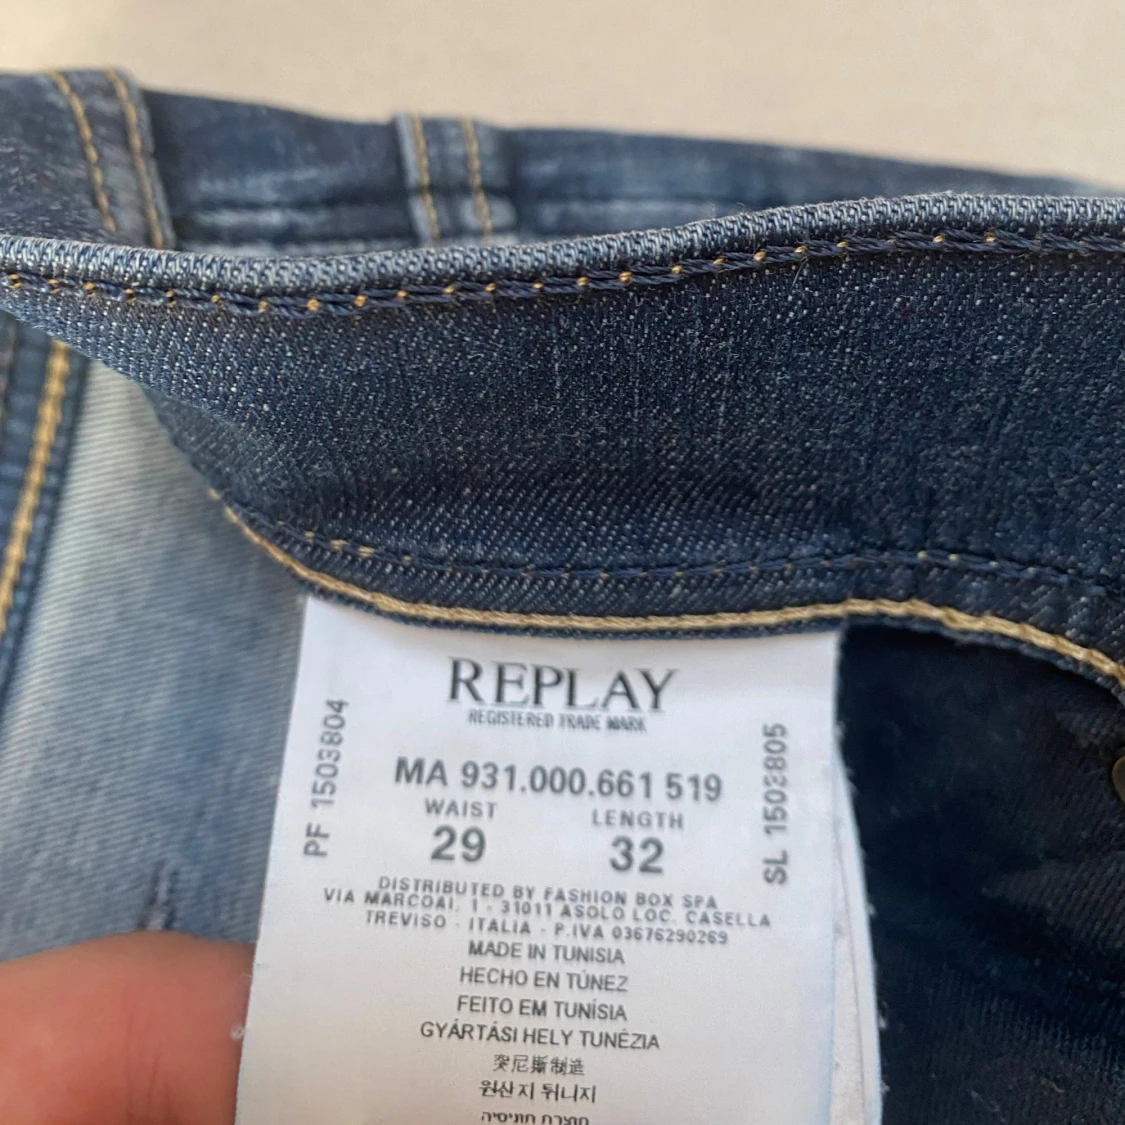 REPLAY
REGISTERED TRADE MARK
PF 1503804
MA 931.000.661 519
SL 1503805
WAIST LENGTH
29 32
DISTRIBUTED BY FASHION BOX SPA
VIA MARCOAI, 1 - 31011 ASOLO LOC. CASELLA
TREVISO - ITALIA - P.IVA 03676290269
MADE IN TUNISIA
HECHO EN TÚNEZ
FEITO EM TUNÍSIA
GYÁRTÁSI HELY TUNÉZIA
突尼斯制造
원산지 튀니지
תוצרת תוניסיה